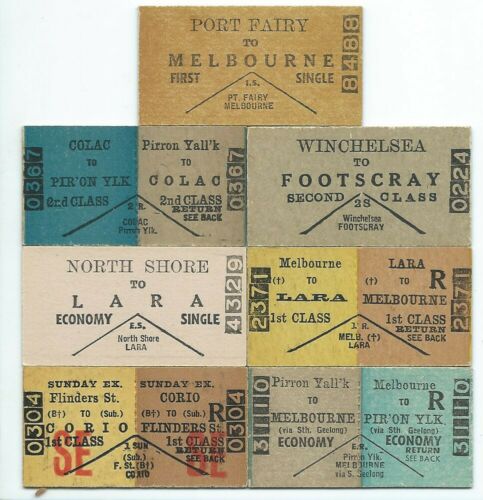 PORT FAIRY
TO
MELBOURNE
FIRST SINGLE
1.S.
PT. FAIRY
MELBOURNE
8489
0367
COLAC
TO
PIR'ON YLK
2nd CLASS
Pirron Yall'k
TO
COLAC
2nd CLASS
RETURN
SEE BACK
2. R.
COLAC
Pirron Ylk.
0367
WINCHELSEA
TO
FOOTSCRAY
SECOND CLASS
2S
Winchelsea
FOOTSCRAY
0224
NORTH SHORE
TO
LARA
ECONOMY SINGLE
E.S.
North Shore
LARA
4329
2371
Melbourne
(†) TO
LARA
1st CLASS
LARA
TO (†) R
MELBOURNE
1st CLASS
RETURN
SEE BACK
1. R.
MELB. (†)
LARA
2371
0304
SUNDAY EX.
Flinders St.
(B†) TO (Sub.)
CORIO
1st CLASS
SE
SUNDAY EX.
CORIO
(Sub.) TO (B†) R
FLINDERS St.
1st CLASS
RETURN
SEE BACK
SE
1 SUN
(Sub.)
F. St. (B†)
CORIO
0304
3110
Pirron Yall'k
TO
MELBOURNE
(via Sth. Geelong)
ECONOMY
Melbourne
TO R
PIR'ON YLK.
(via S. Geelong)
ECONOMY
RETURN
SEE BACK
E.R.
Pirron Ylk.
MELBOURNE
via S. Geelong
3110